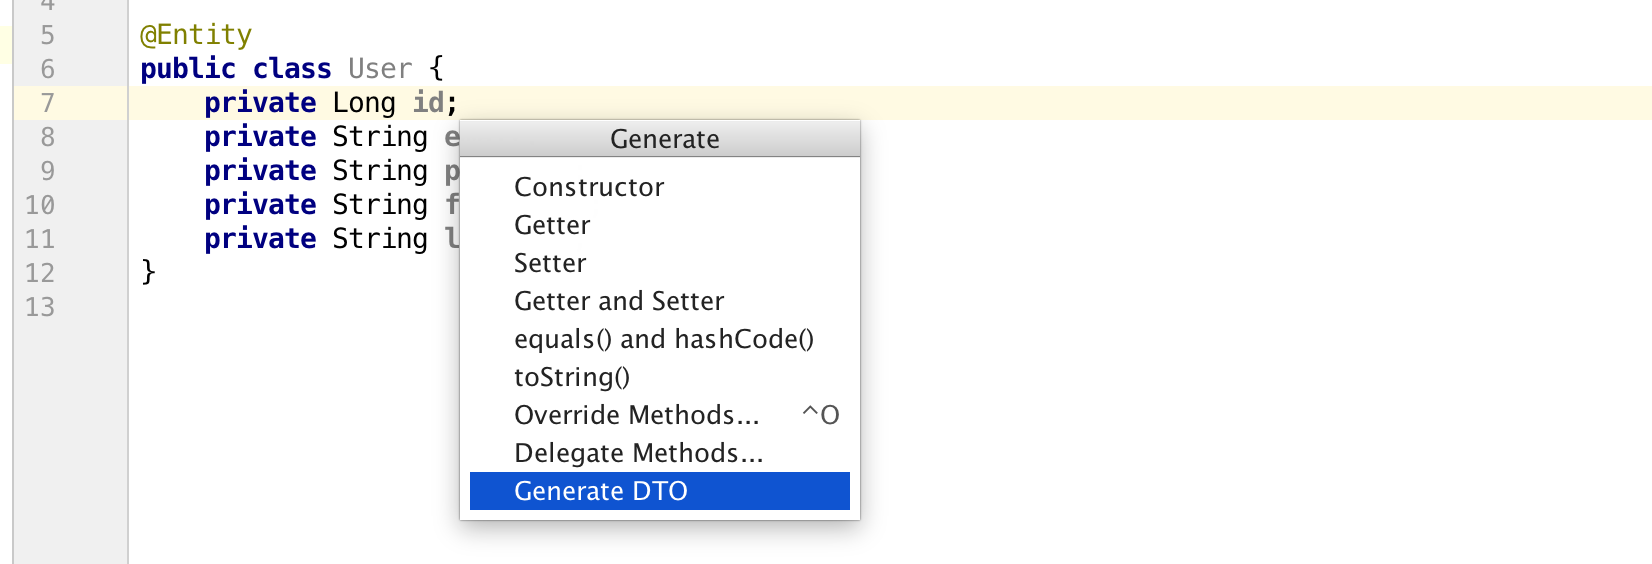 4
5 @Entity
6 public class User {
7 private Long id;
8 private String e
9 private String p
10 private String f
11 private String l
12 }
13
Generate
Constructor
Getter
Setter
Getter and Setter
equals() and hashCode()
toString()
Override Methods... ^O
Delegate Methods...
Generate DTO